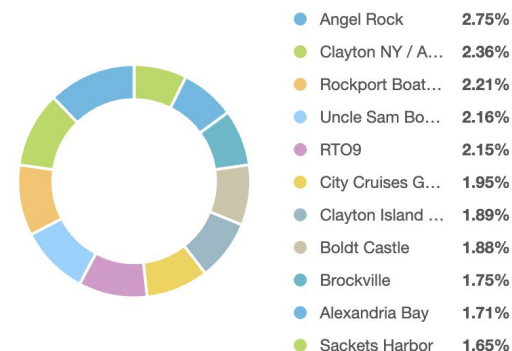 Angel Rock 2.75%
Clayton NY / A... 2.36%
Rockport Boat... 2.21%
Uncle Sam Bo... 2.16%
RTO9 2.15%
City Cruises G... 1.95%
Clayton Island ... 1.89%
Boldt Castle 1.88%
Brockville 1.75%
Alexandria Bay 1.71%
Sackets Harbor 1.65%